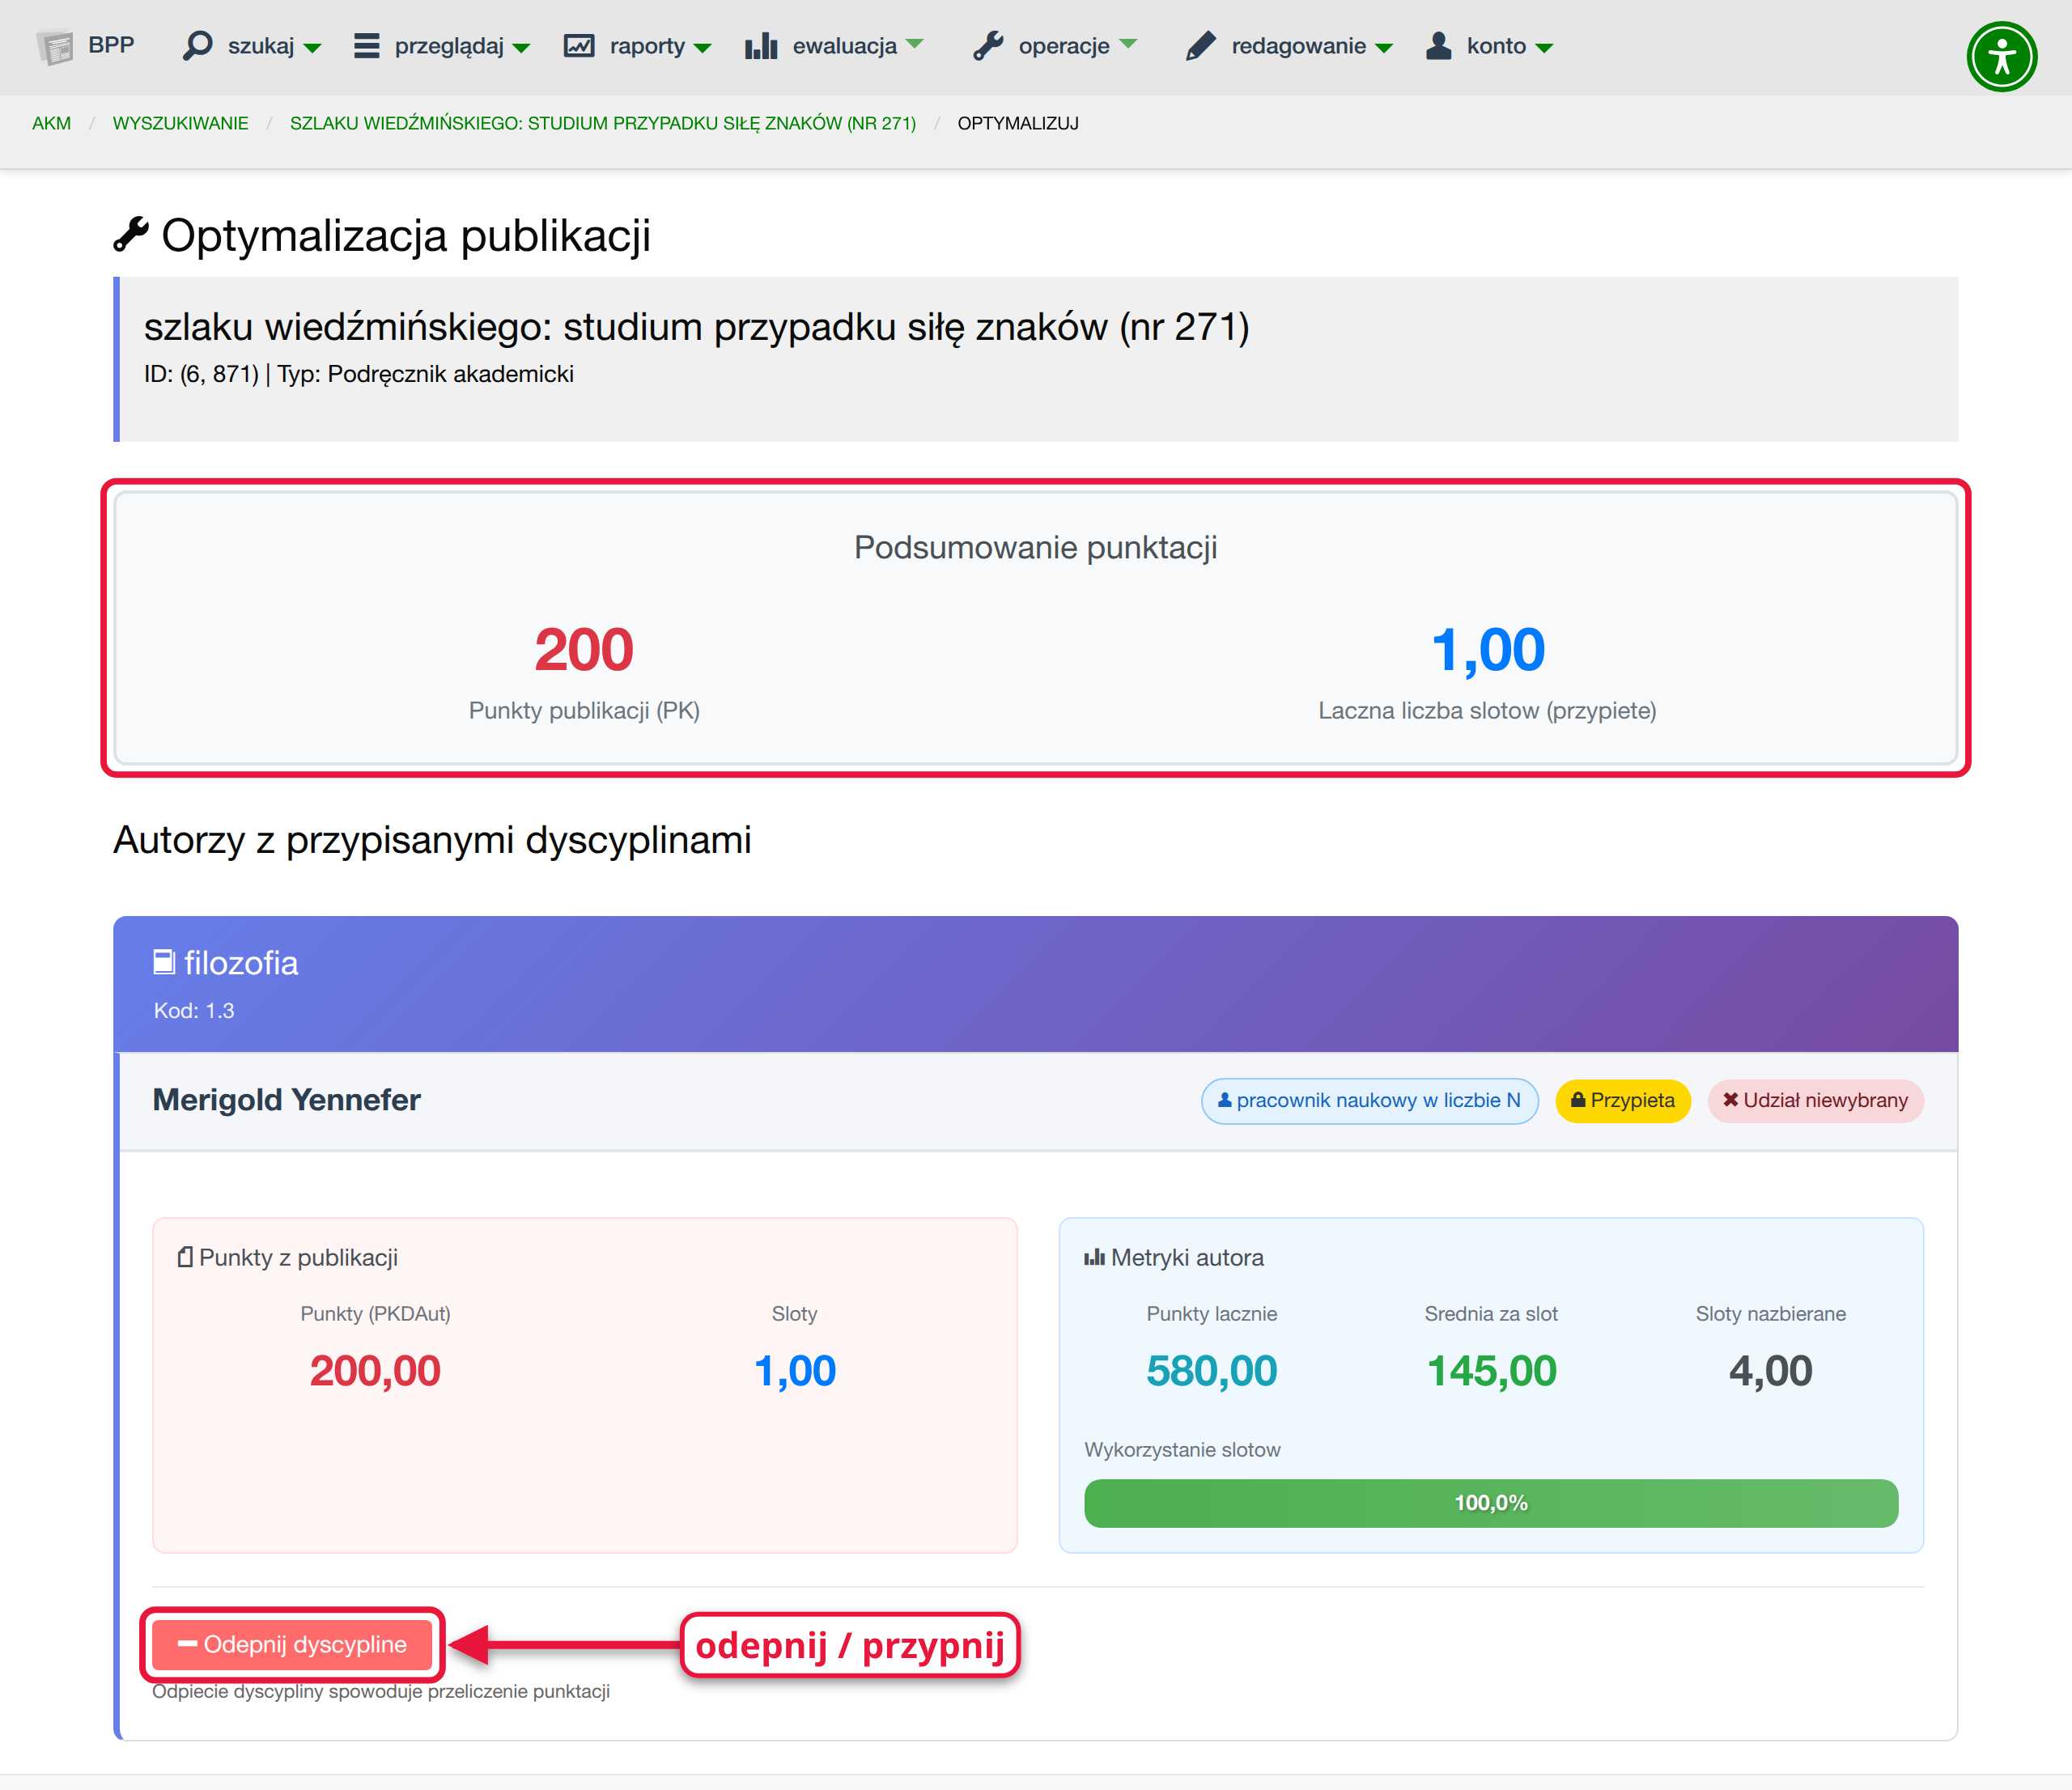 BPP szukaj przeglądaj raporty ewaluacja operacje redagowanie konto
AKM / WYSZUKIWANIE / SZLAKU WIEDŹMIŃSKIEGO: STUDIUM PRZYPADKU SIŁĘ ZNAKÓW (NR 271) / OPTYMALIZUJ
Optymalizacja publikacji
szlaku wiedźmińskiego: studium przypadku siłę znaków (nr 271)
ID: (6, 871) | Typ: Podręcznik akademicki
Podsumowanie punktacji
200 1,00
Punkty publikacji (PK) Laczna liczba slotow (przypiete)
Autorzy z przypisanymi dyscyplinami
filozofia
Kod: 1.3
Merigold Yennefer pracownik naukowy w liczbie N Przypieta Udział niewybrany
Punkty z publikacji
Punkty (PKDAut) Sloty
200,00 1,00
Metryki autora
Punkty lacznie Srednia za slot Sloty nazbierane
580,00 145,00 4,00
Wykorzystanie slotow
100,0%
Odepnij dyscypline odepnij / przypnij
Odpiecie dyscypliny spowoduje przeliczenie punktacji